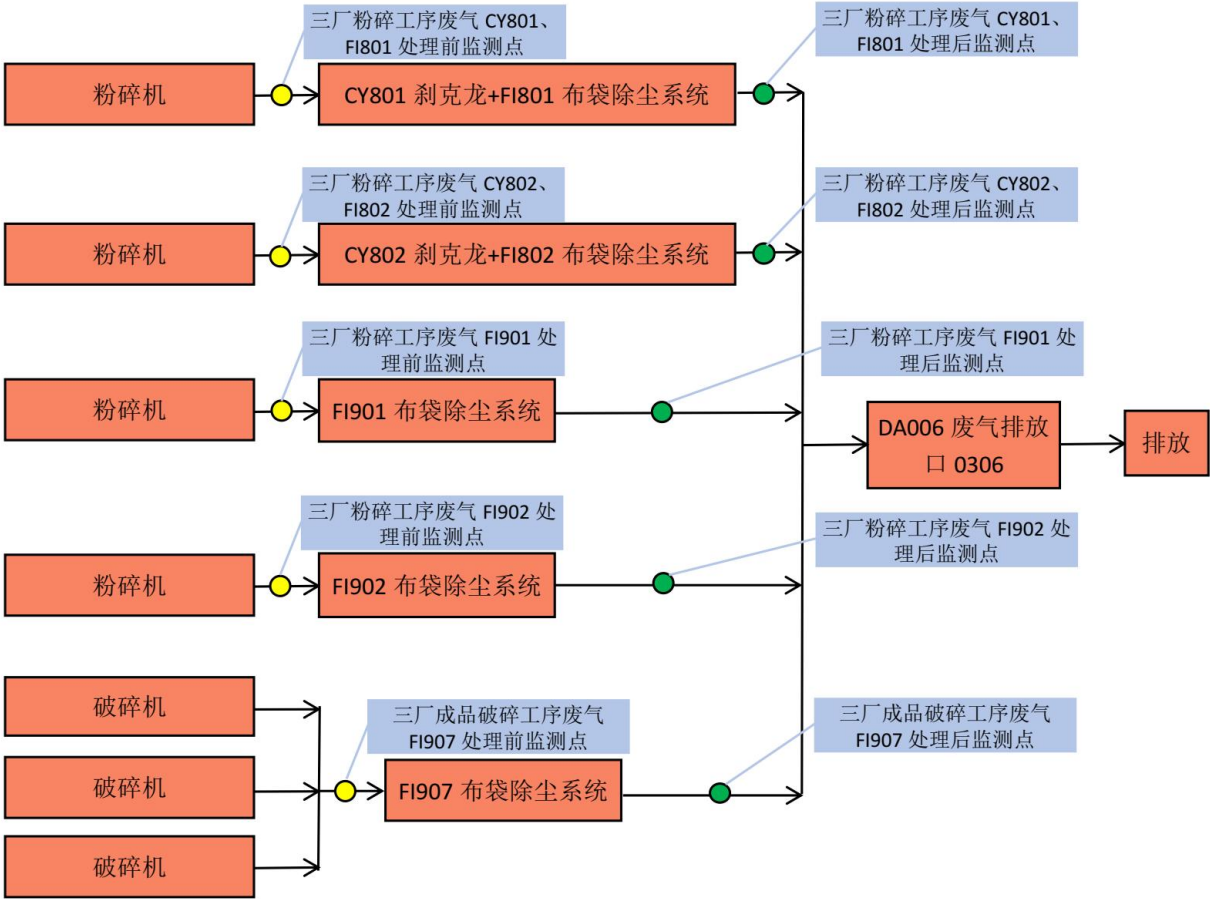 三厂粉碎工序废气 CY801、
FI801 处理前监测点
三厂粉碎工序废气 CY801、
FI801 处理后监测点
粉碎机
CY801 刹克龙+FI801 布袋除尘系统
三厂粉碎工序废气 CY802、
FI802 处理前监测点
三厂粉碎工序废气 CY802、
FI802 处理后监测点
粉碎机
CY802 刹克龙+FI802 布袋除尘系统
三厂粉碎工序废气 FI901 处
理前监测点
三厂粉碎工序废气 FI901 处
理后监测点
粉碎机
FI901 布袋除尘系统
DA006 废气排放
口 0306
排放
三厂粉碎工序废气 FI902 处
理前监测点
三厂粉碎工序废气 FI902 处
理后监测点
粉碎机
FI902 布袋除尘系统
破碎机
三厂成品破碎工序废气
FI907 处理前监测点
三厂成品破碎工序废气
FI907 处理后监测点
破碎机
FI907 布袋除尘系统
破碎机